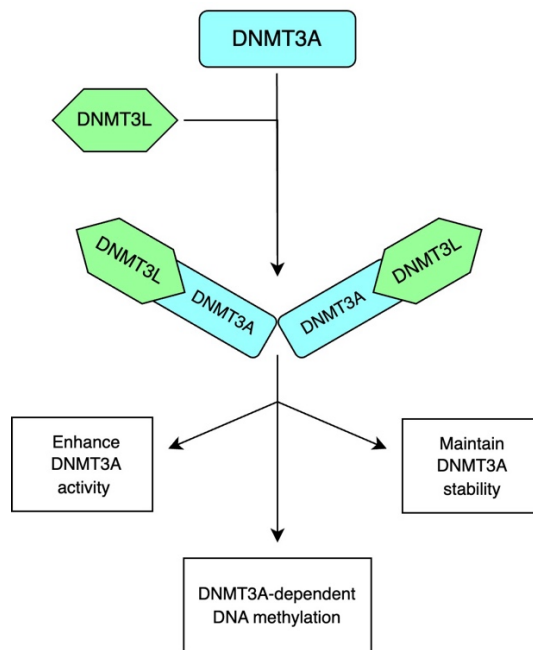 DNMT3A
DNMT3L
DNMT3L
DNMT3A
DNMT3A
DNMT3L
Enhance
DNMT3A
activity
Maintain
DNMT3A
stability
DNMT3A-dependent
DNA methylation